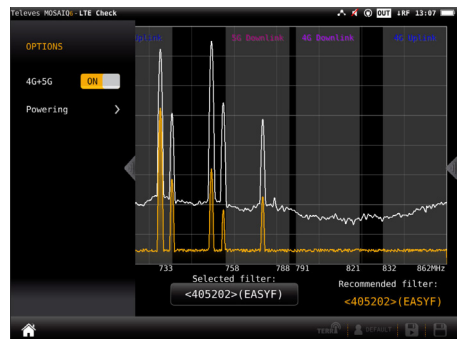 Televes MOSAIQ6-LTE Check
OUT ↓RF 13:07
OPTIONS
4G+5G ON
Powering >
5G Downlink 4G Downlink 4G Uplink
733 758 788 791 821 832 862MHz
Selected filter:
<405202>(EASYF)
Recommended filter:
<405202>(EASYF)
TERR DEFAULT